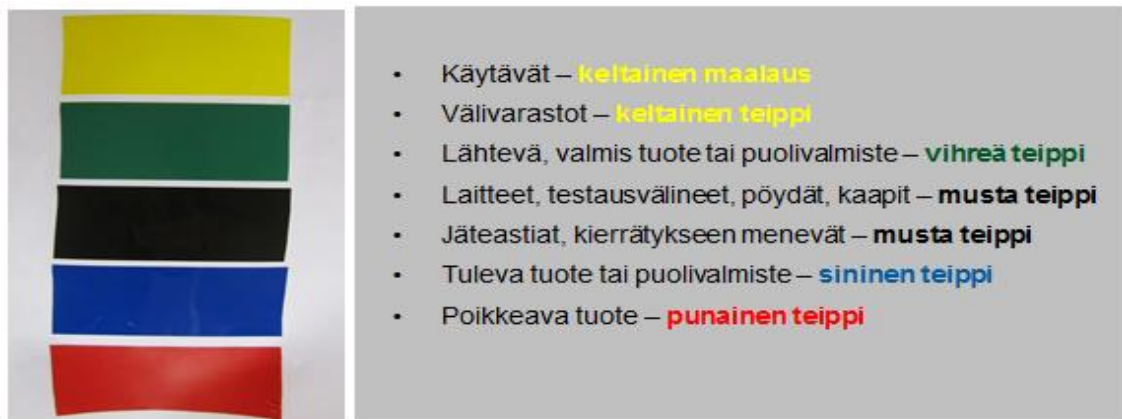 • Käytävät – keltainen maalaus
• Välivarastot – keltainen teippi
• Lähtevä, valmis tuote tai puolivalmiste – vihreä teippi
• Laitteet, testausvälineet, pöydät, kaapit – musta teippi
• Jäteastiat, kierrätykseen menevät – musta teippi
• Tuleva tuote tai puolivalmiste – sininen teippi
• Poikkeava tuote – punainen teippi